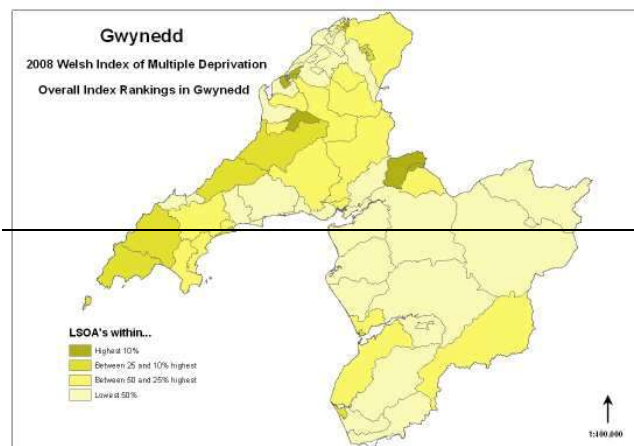 Gwynedd
2008 Welsh Index of Multiple Deprivation
Overall Index Rankings in Gwynedd
LSOA's within...
Highest 10%
Between 25 and 10% highest
Between 50 and 25% highest
Lowest 50%
1:400,000